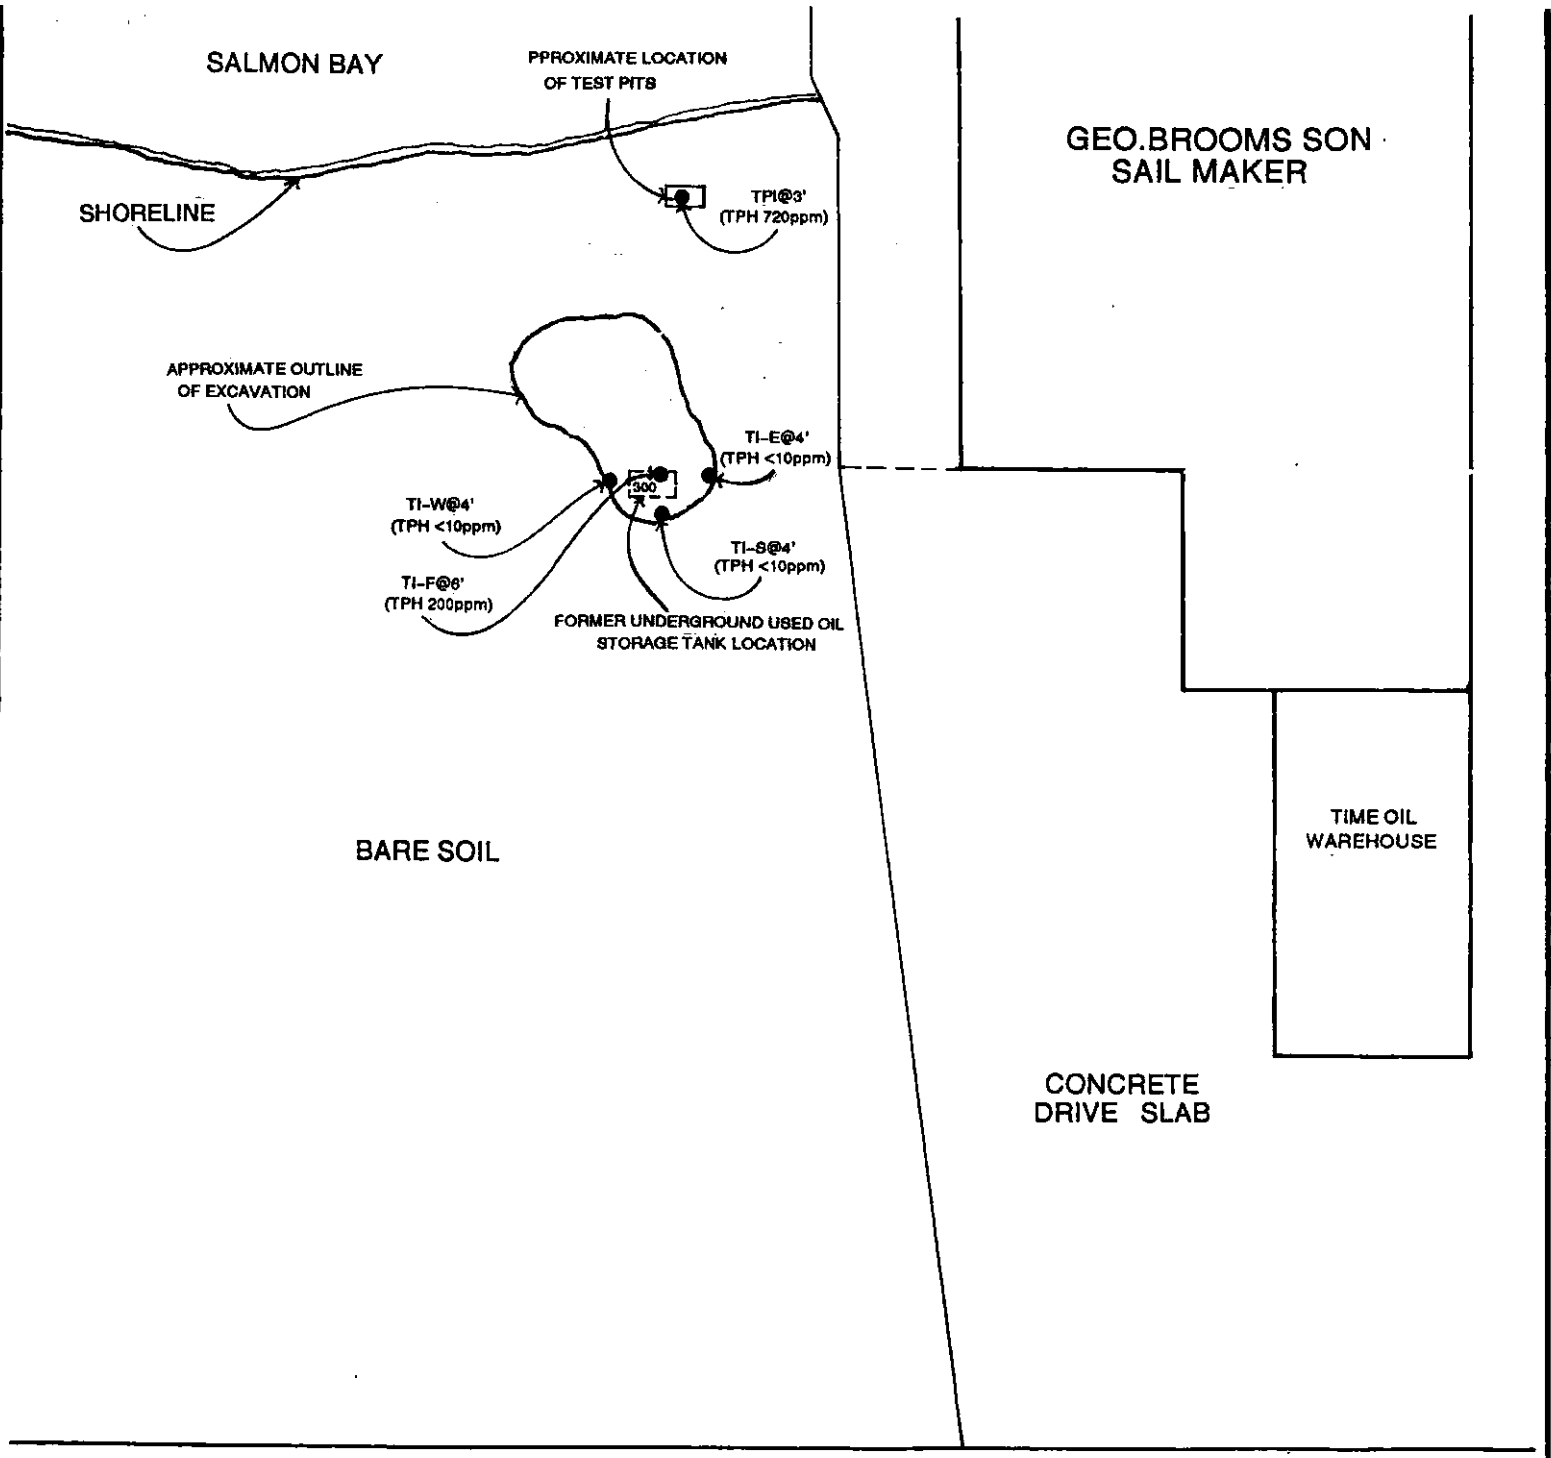 SALMON BAY
PPROXIMATE LOCATION
OF TEST PITS
GEO.BROOMS SON
SAIL MAKER
SHORELINE
TPI@3'
(TPH 720ppm)
APPROXIMATE OUTLINE
OF EXCAVATION
TI-E@4'
(TPH <10ppm)
300
TI-W@4'
(TPH <10ppm)
TI-S@4'
(TPH <10ppm)
TI-F@6'
(TPH 200ppm)
FORMER UNDERGROUND USED OIL
STORAGE TANK LOCATION
TIME OIL
WAREHOUSE
BARE SOIL
CONCRETE
DRIVE SLAB